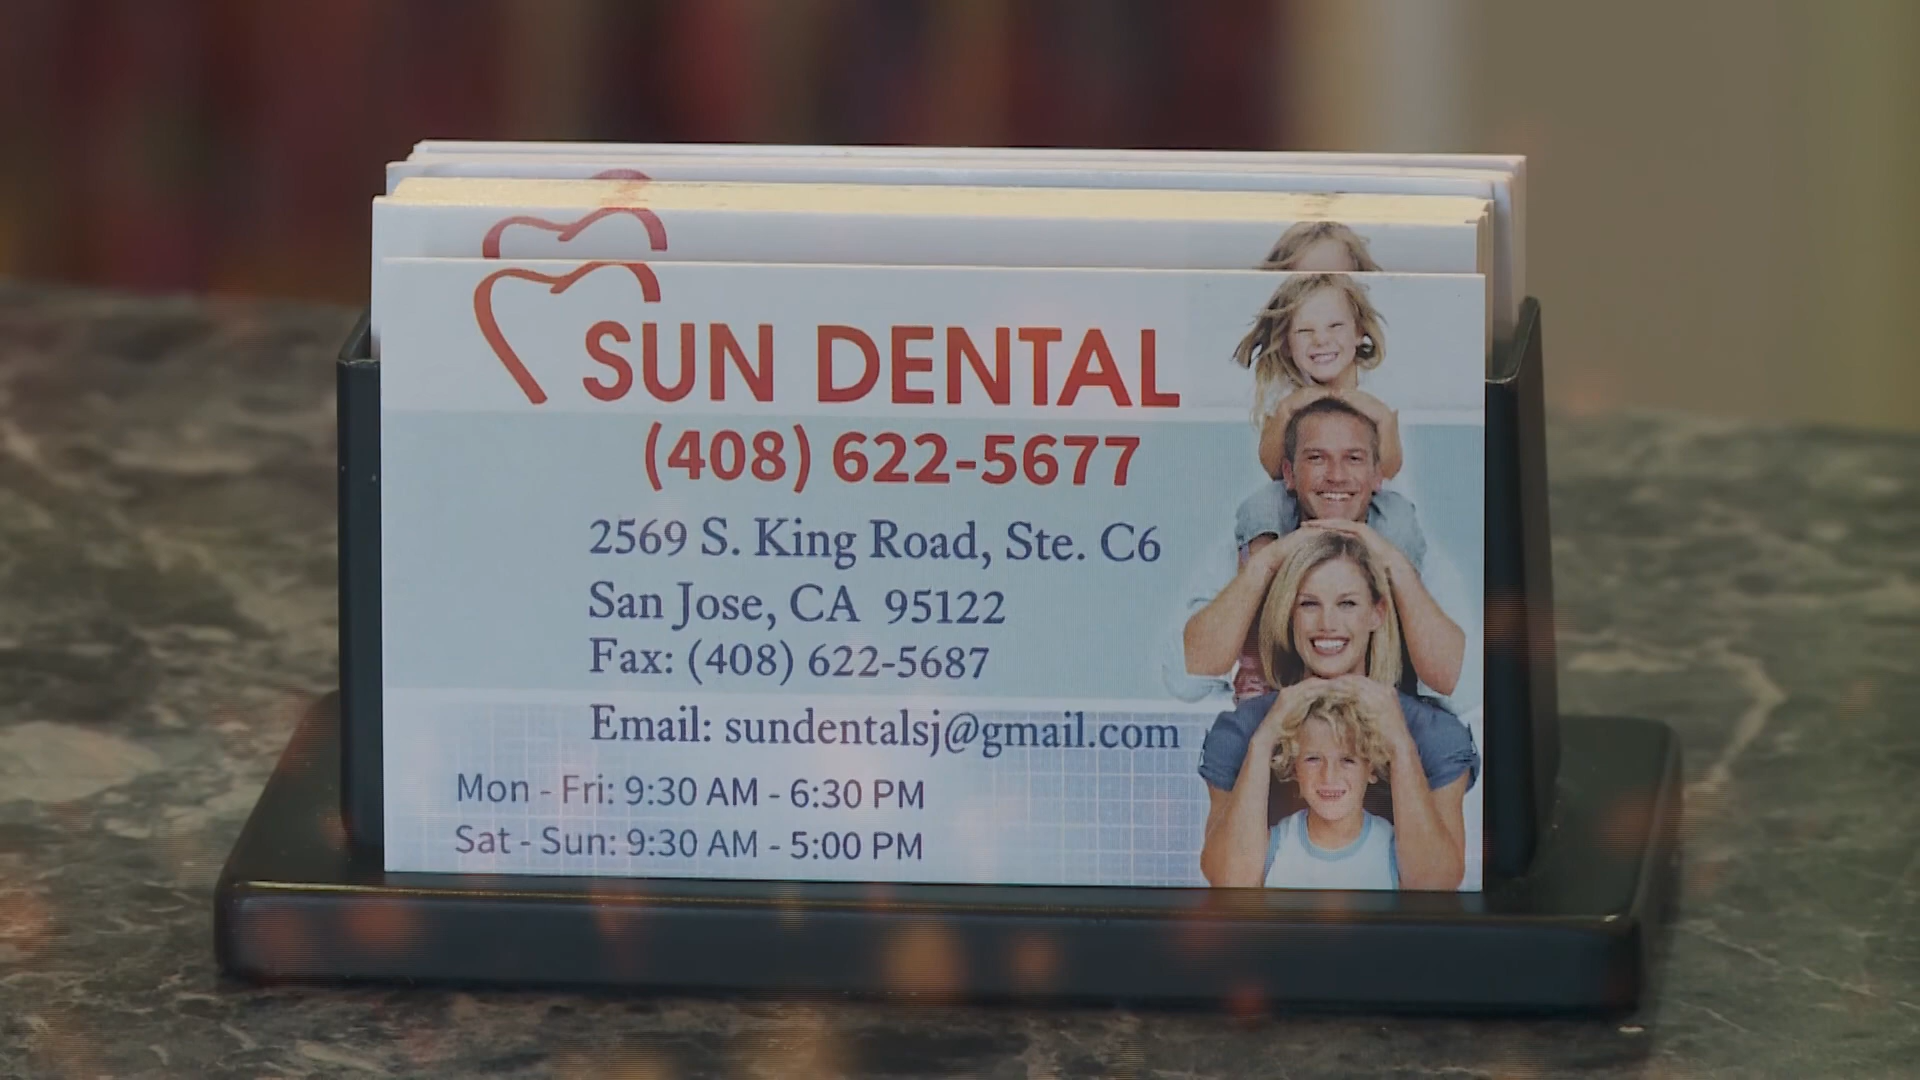 SUN DENTAL
(408) 622-5677
2569 S. King Road, Ste. C6
San Jose, CA 95122
Fax: (408) 622-5687
Email: sundentalsj@gmail.com
Mon - Fri: 9:30 AM - 6:30 PM
Sat - Sun: 9:30 AM - 5:00 PM